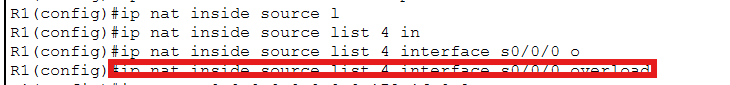 R1(config)#ip nat inside source l
R1(config)#ip nat inside source list 4 in
R1(config)#ip nat inside source list 4 interface s0/0/0 o
R1(config)#ip nat inside source list 4 interface s0/0/0 overload